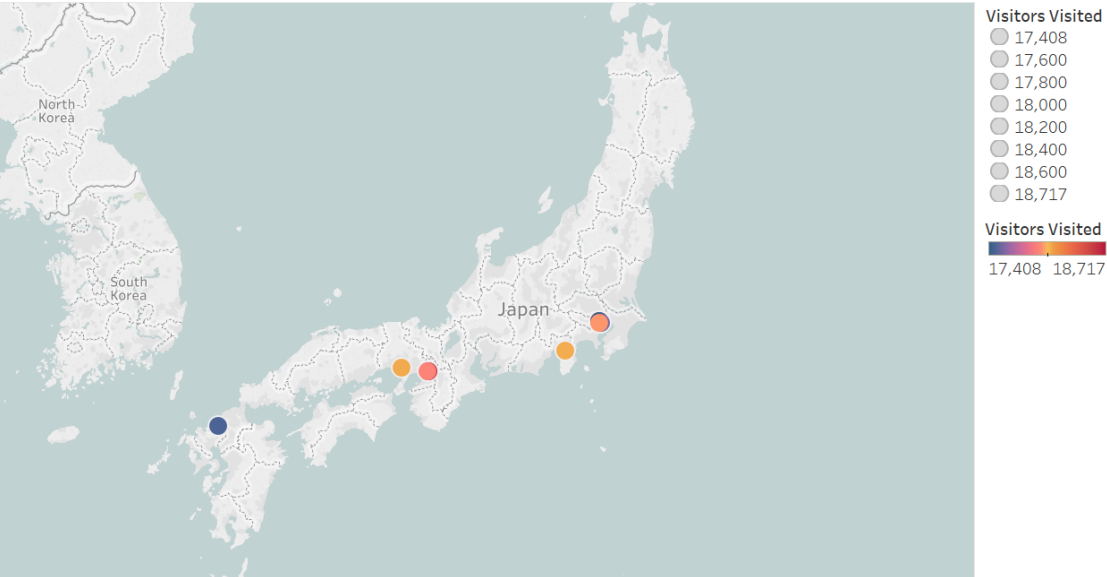 North
Korea
South
Korea
Japan
Visitors Visited
17,408
17,600
17,800
18,000
18,200
18,400
18,600
18,717
Visitors Visited
17,408 18,717